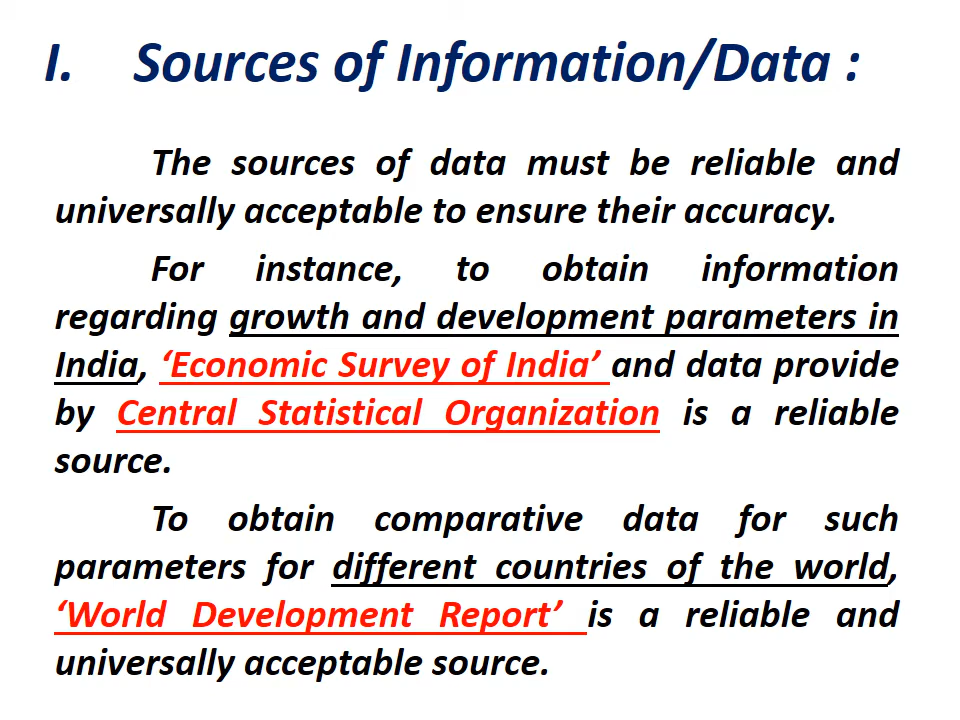 I. Sources of Information/Data :
The sources of data must be reliable and
universally acceptable to ensure their accuracy.
For instance, to obtain information
regarding growth and development parameters in
India, ‘Economic Survey of India’ and data provide
by Central Statistical Organization is a reliable
source.
To obtain comparative data for such
parameters for different countries of the world,
‘World Development Report’ is a reliable and
universally acceptable source.